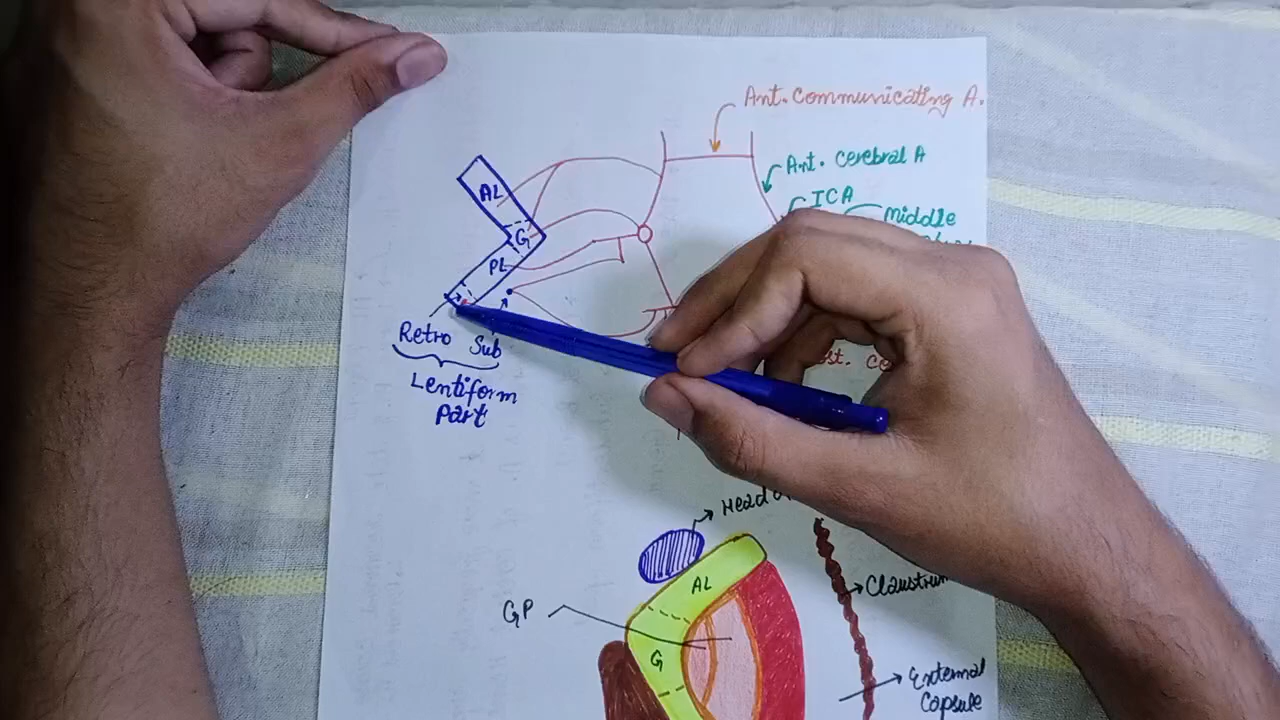 Ant. communicating A.
Ant. cerebral A
ICA
Middle
AL
G
PL
Retro Sub
Lentiform
Part
Head
AL
GP
G
Claustrum
External
Capsule